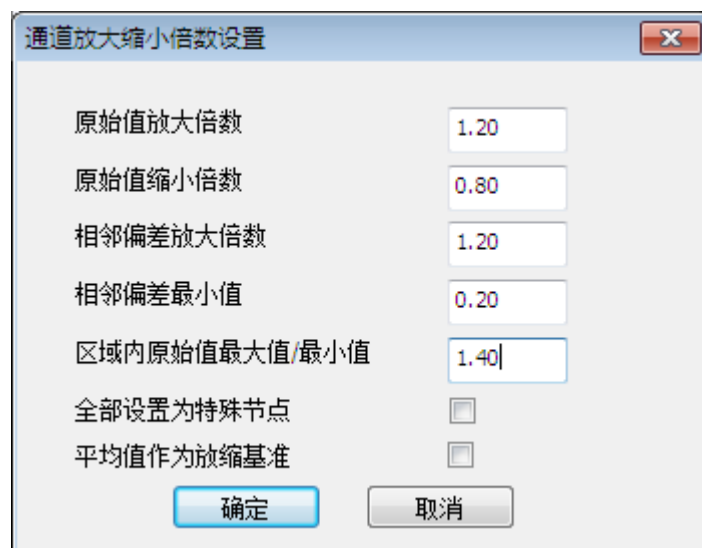 通道放大缩小倍数设置
原始值放大倍数 1.20
原始值缩小倍数 0.80
相邻偏差放大倍数 1.20
相邻偏差最小值 0.20
区域内原始值最大值/最小值 1.40
全部设置为特殊节点
平均值作为放缩基准
确定 取消